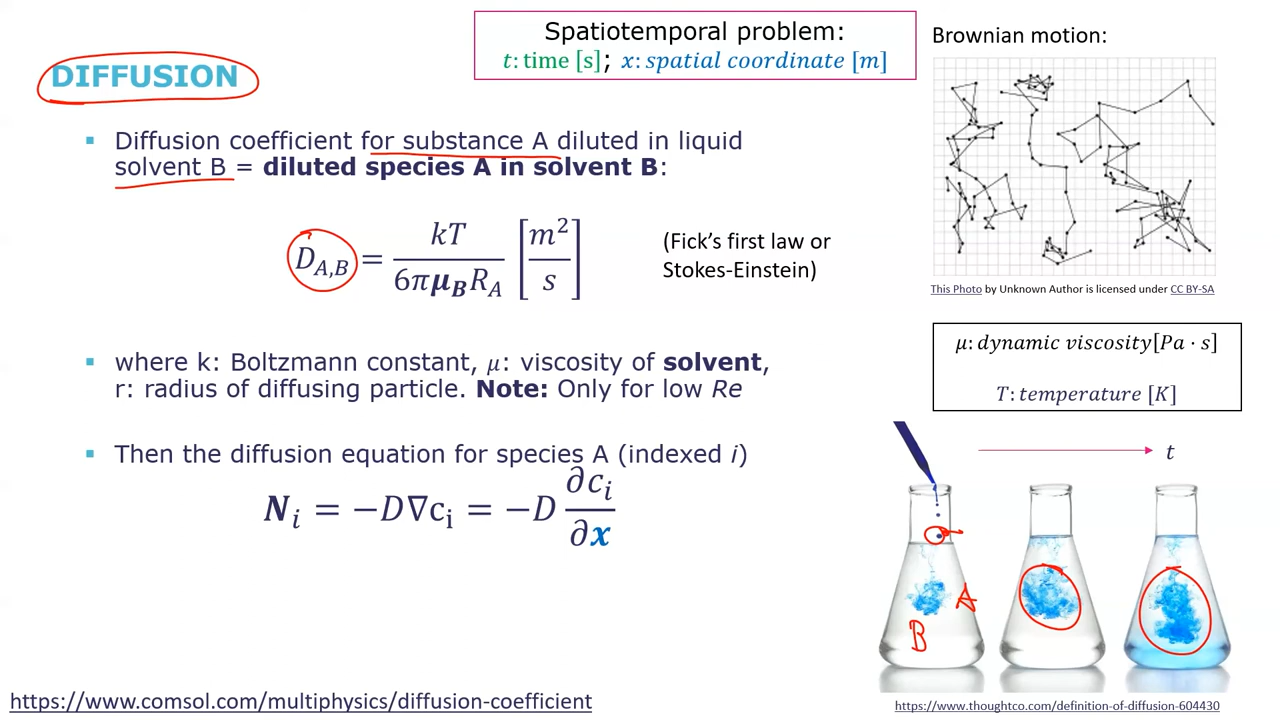 Spatiotemporal problem:
t: time [s]; x: spatial coordinate [m]
Brownian motion:
DIFFUSION
▪ Diffusion coefficient for substance A diluted in liquid
solvent B = diluted species A in solvent B:
D_{A,B} = \frac{kT}{6πμ_B R_A} [\frac{m^2}{s}]
(Fick's first law or
Stokes-Einstein)
This Photo by Unknown Author is licensed under CC BY-SA
▪ where k: Boltzmann constant, μ: viscosity of solvent,
r: radius of diffusing particle. Note: Only for low Re
μ: dynamic viscosity[Pa · s]
T: temperature [K]
▪ Then the diffusion equation for species A (indexed i)
N_i = −D∇c_i = −D \frac{∂c_i}{∂x}
t
A
B
https://www.comsol.com/multiphysics/diffusion-coefficient
https://www.thoughtco.com/definition-of-diffusion-604430